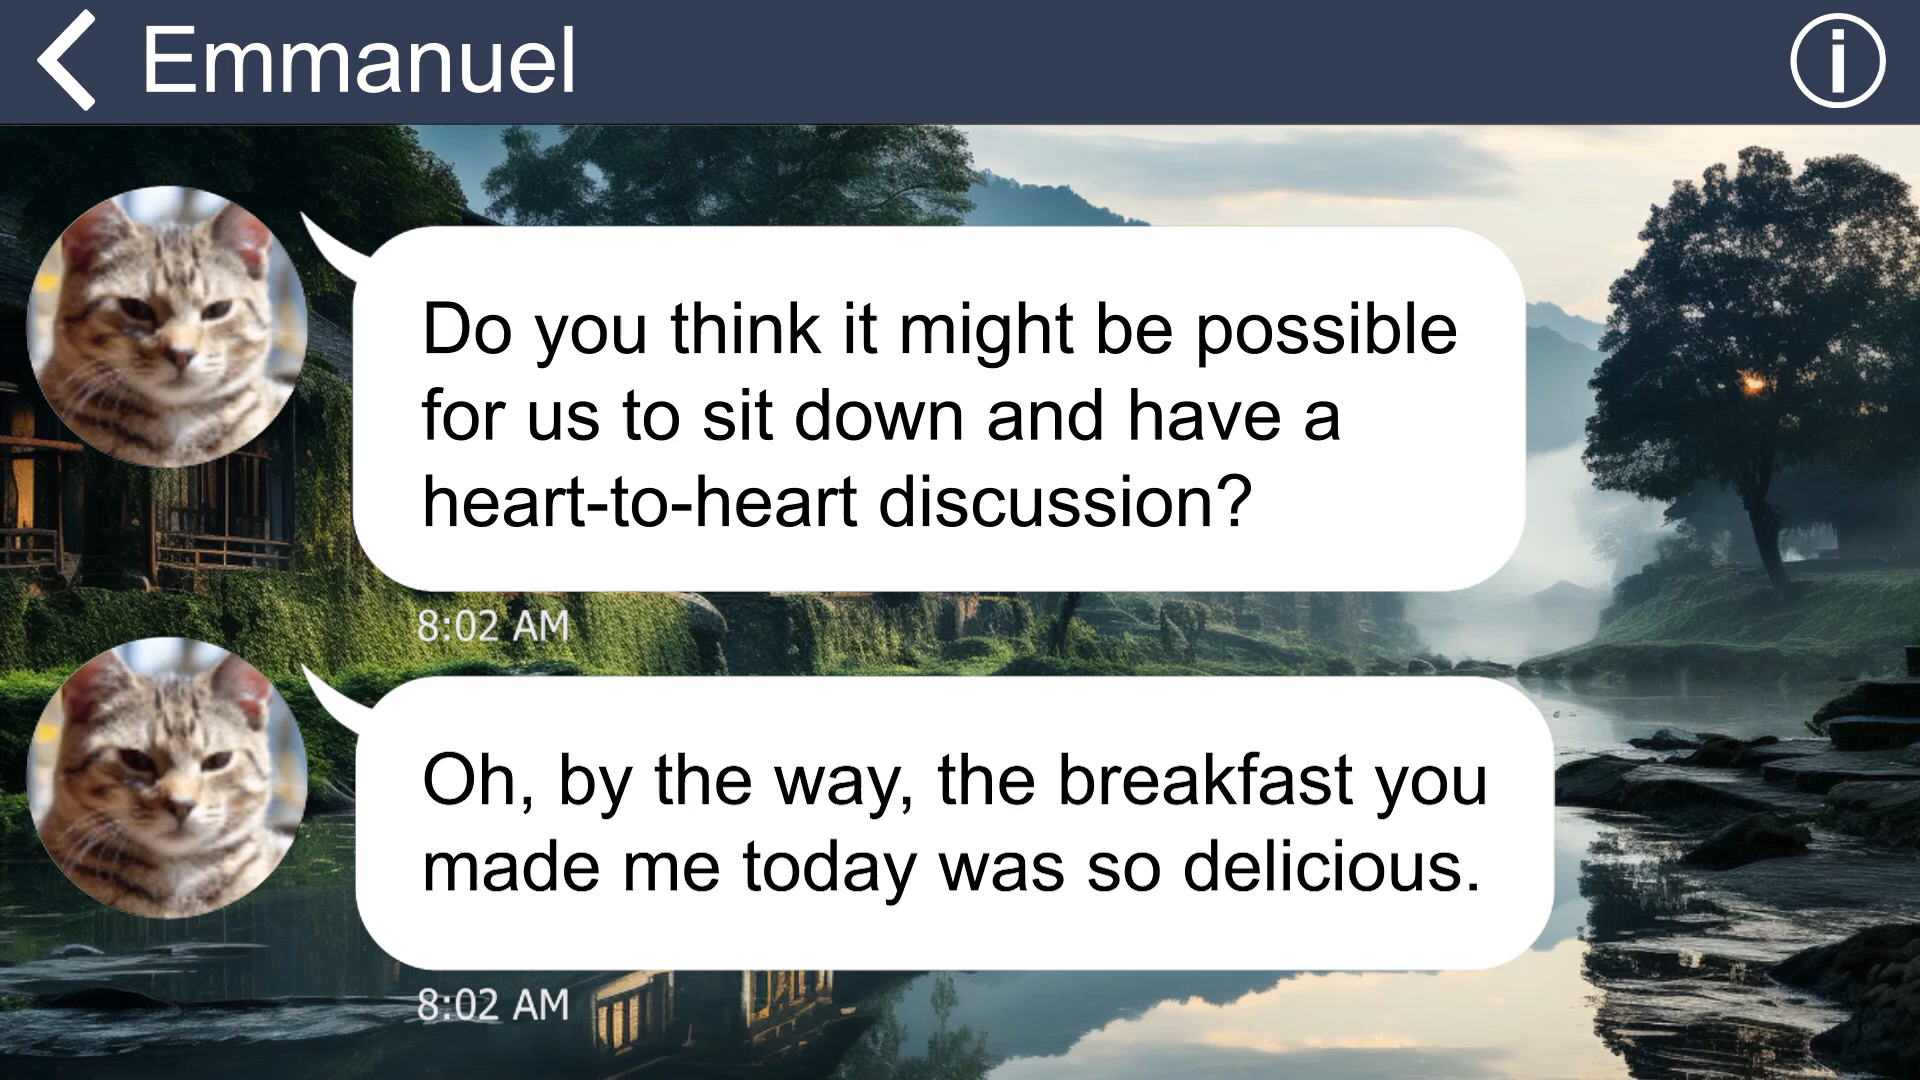 Emmanuel
Do you think it might be possible
for us to sit down and have a
heart-to-heart discussion?
8:02 AM
Oh, by the way, the breakfast you
made me today was so delicious.
8:02 AM